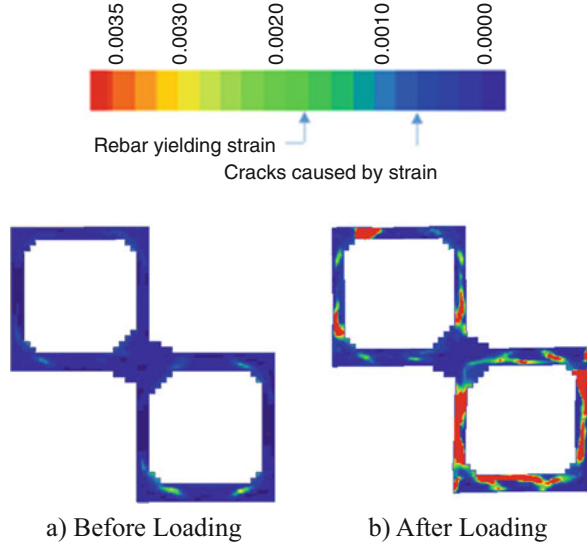 0.0035 0.0030 0.0020 0.0010 0.0000
Rebar yielding strain
Cracks caused by strain
a) Before Loading
b) After Loading